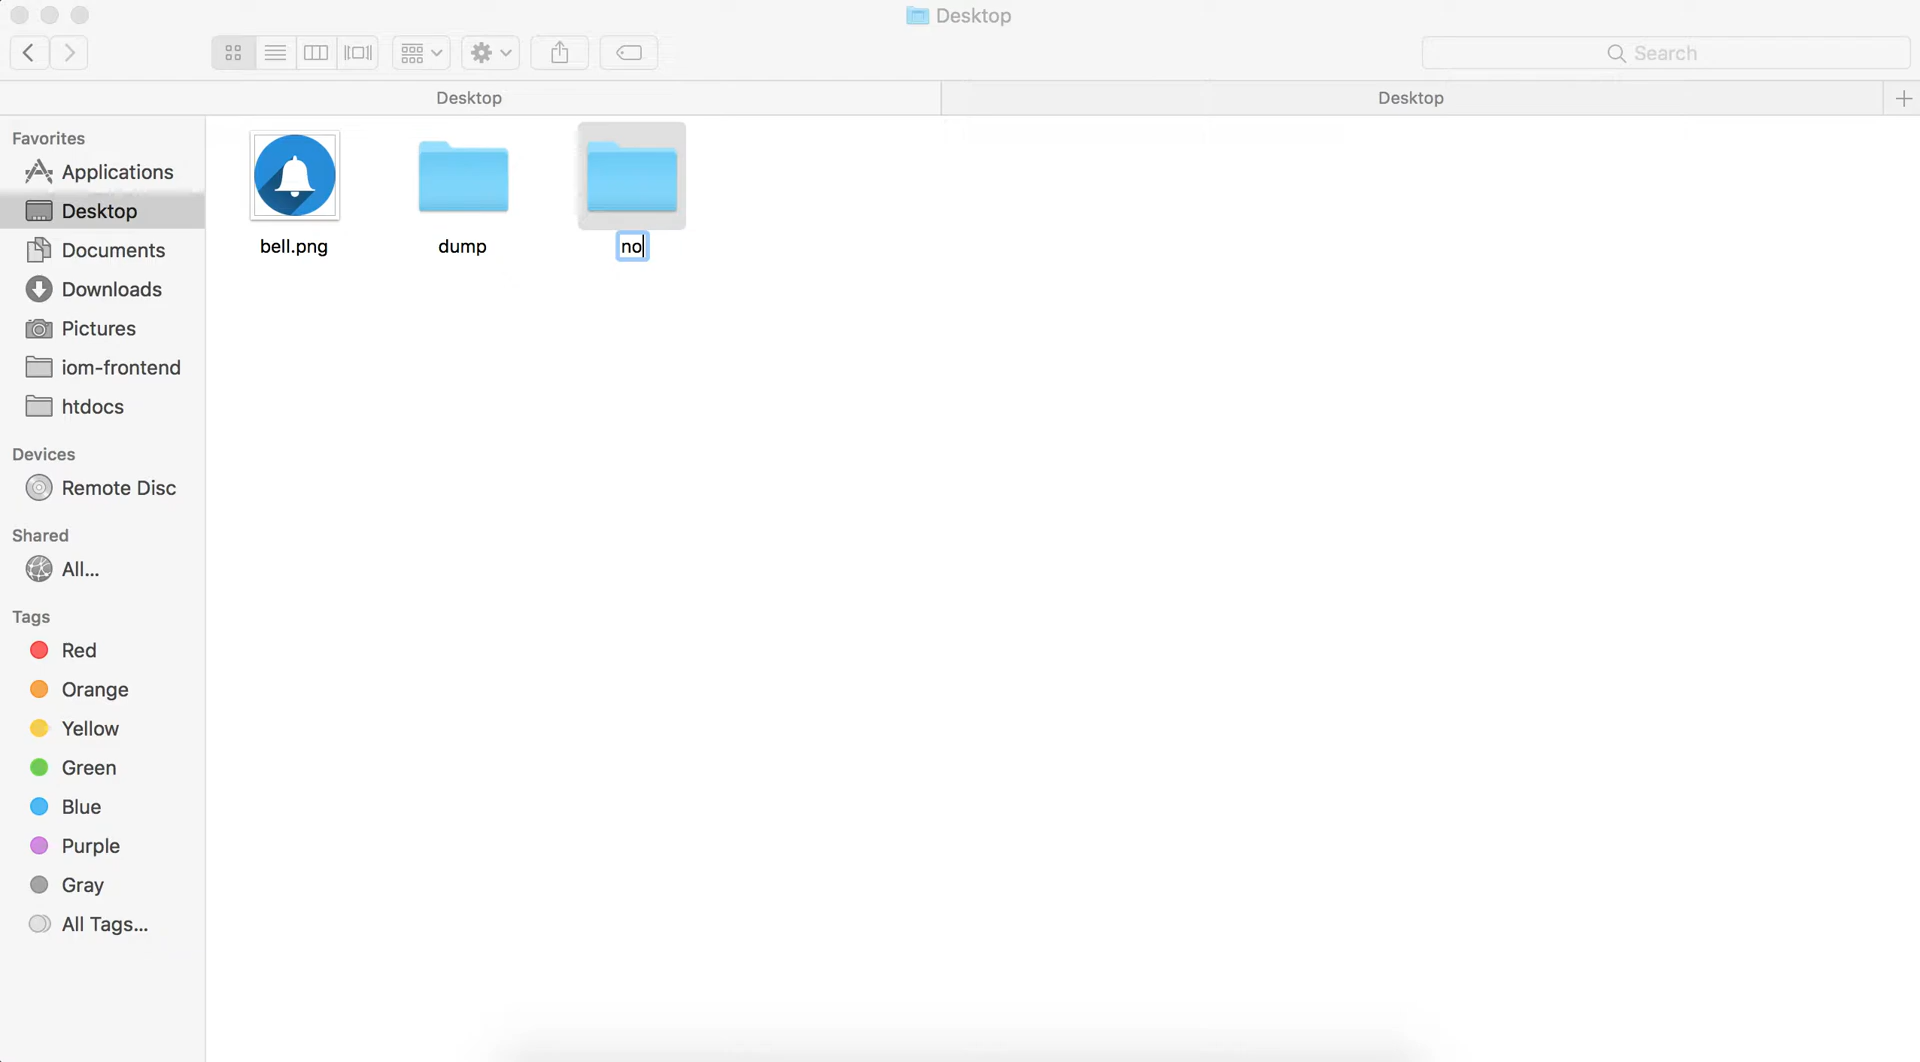 Desktop
Search
Desktop
Desktop
Favorites
Applications
Desktop
Documents
Downloads
Pictures
iom-frontend
htdocs
Devices
Remote Disc
Shared
All...
Tags
Red
Orange
Yellow
Green
Blue
Purple
Gray
All Tags...
bell.png
dump
no